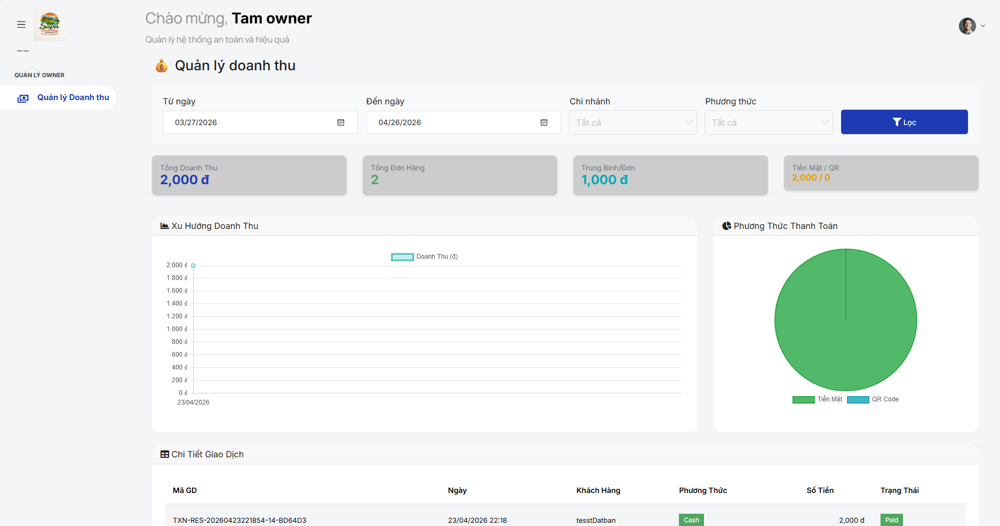 Chào mừng, Tam owner
Quản lý hệ thống an toàn và hiệu quả
Sapa
QUẢN LÝ OWNER
Quản lý Doanh thu
Quản lý doanh thu
Từ ngày
Đến ngày
Chi nhánh
Phương thức
03/27/2026
04/26/2026
Tất cả
Tất cả
Lọc
Tổng Doanh Thu
2,000 đ
Tổng Đơn Hàng
2
Trung Bình/Đơn
1,000 đ
Tiền Mặt / QR
2,000 / 0
Xu Hướng Doanh Thu
Doanh Thu (đ)
2.000 ₫
1.800 ₫
1.600 ₫
1.400 ₫
1.200 ₫
1.000 ₫
800 ₫
600 ₫
400 ₫
200 ₫
0 ₫
23/04/2026
Phương Thức Thanh Toán
Tiền Mặt
QR Code
Chi Tiết Giao Dịch
Mã GD Ngày Khách Hàng Phương Thức Số Tiền Trạng Thái
TXN-RES-20260423221854-14-BD64D3 23/04/2026 22:18 tesstDatban Cash 2,000 đ Paid